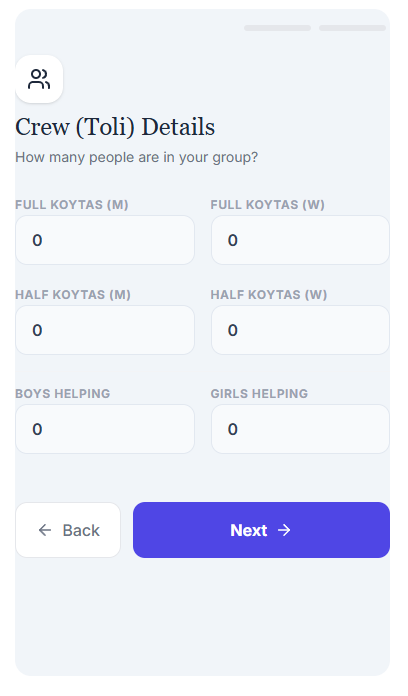 Crew (Toli) Details
How many people are in your group?
FULL KOYTAS (M)
FULL KOYTAS (W)
0
0
HALF KOYTAS (M)
HALF KOYTAS (W)
0
0
BOYS HELPING
GIRLS HELPING
0
0
← Back
Next →